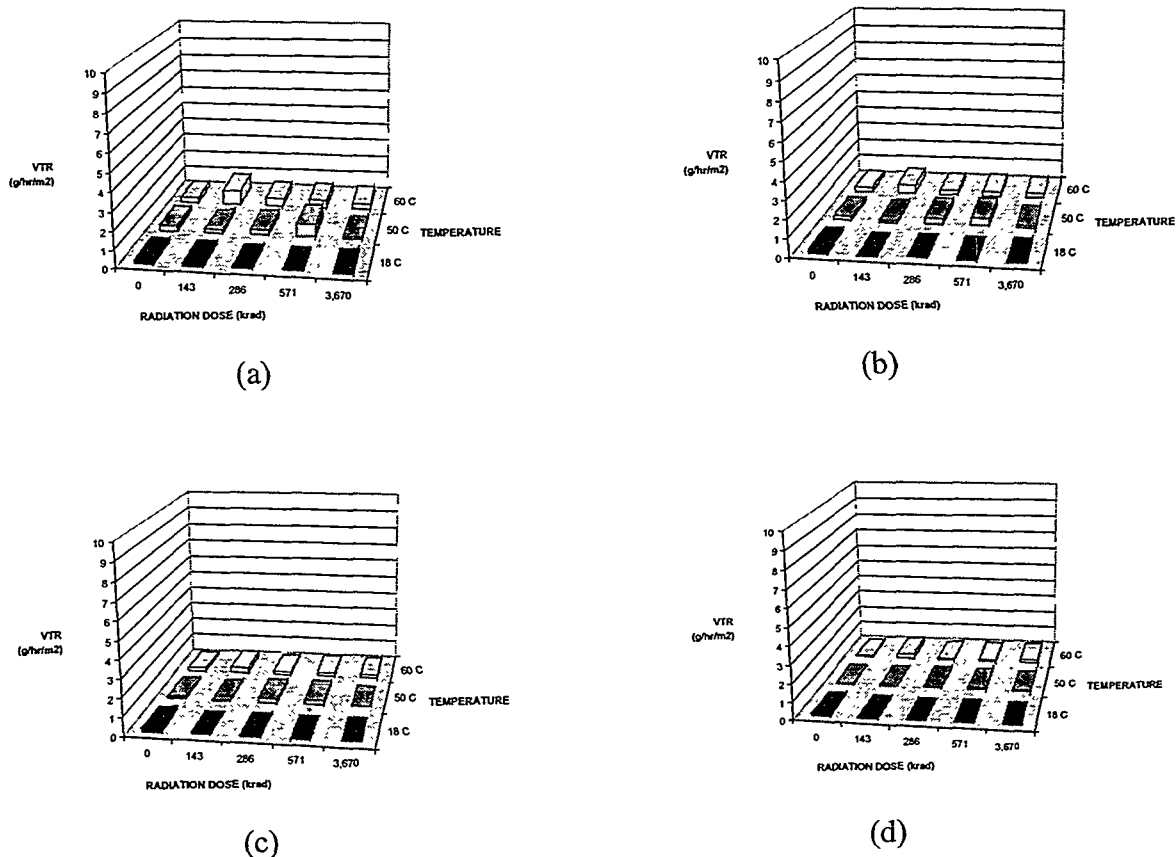 10
9
8
7
6
5
4
3
2
1
0
VTR
(g/hr/m2)
60 C
50 C
18 C
TEMPERATURE
0 143 286 571 3,670
RADIATION DOSE (krad)
(a)
10
9
8
7
6
5
4
3
2
1
0
VTR
(g/hr/m2)
60 C
50 C
18 C
TEMPERATURE
0 143 286 571 3,670
RADIATION DOSE (krad)
(b)
10
9
8
7
6
5
4
3
2
1
0
VTR
(g/hr/m2)
60 C
50 C
18 C
TEMPERATURE
0 143 286 571 3,670
RADIATION DOSE (krad)
(c)
10
9
8
7
6
5
4
3
2
1
0
VTR
(g/hr/m2)
60 C
50 C
18 C
TEMPERATURE
0 143 286 571 3,670
RADIATION DOSE (krad)
(d)